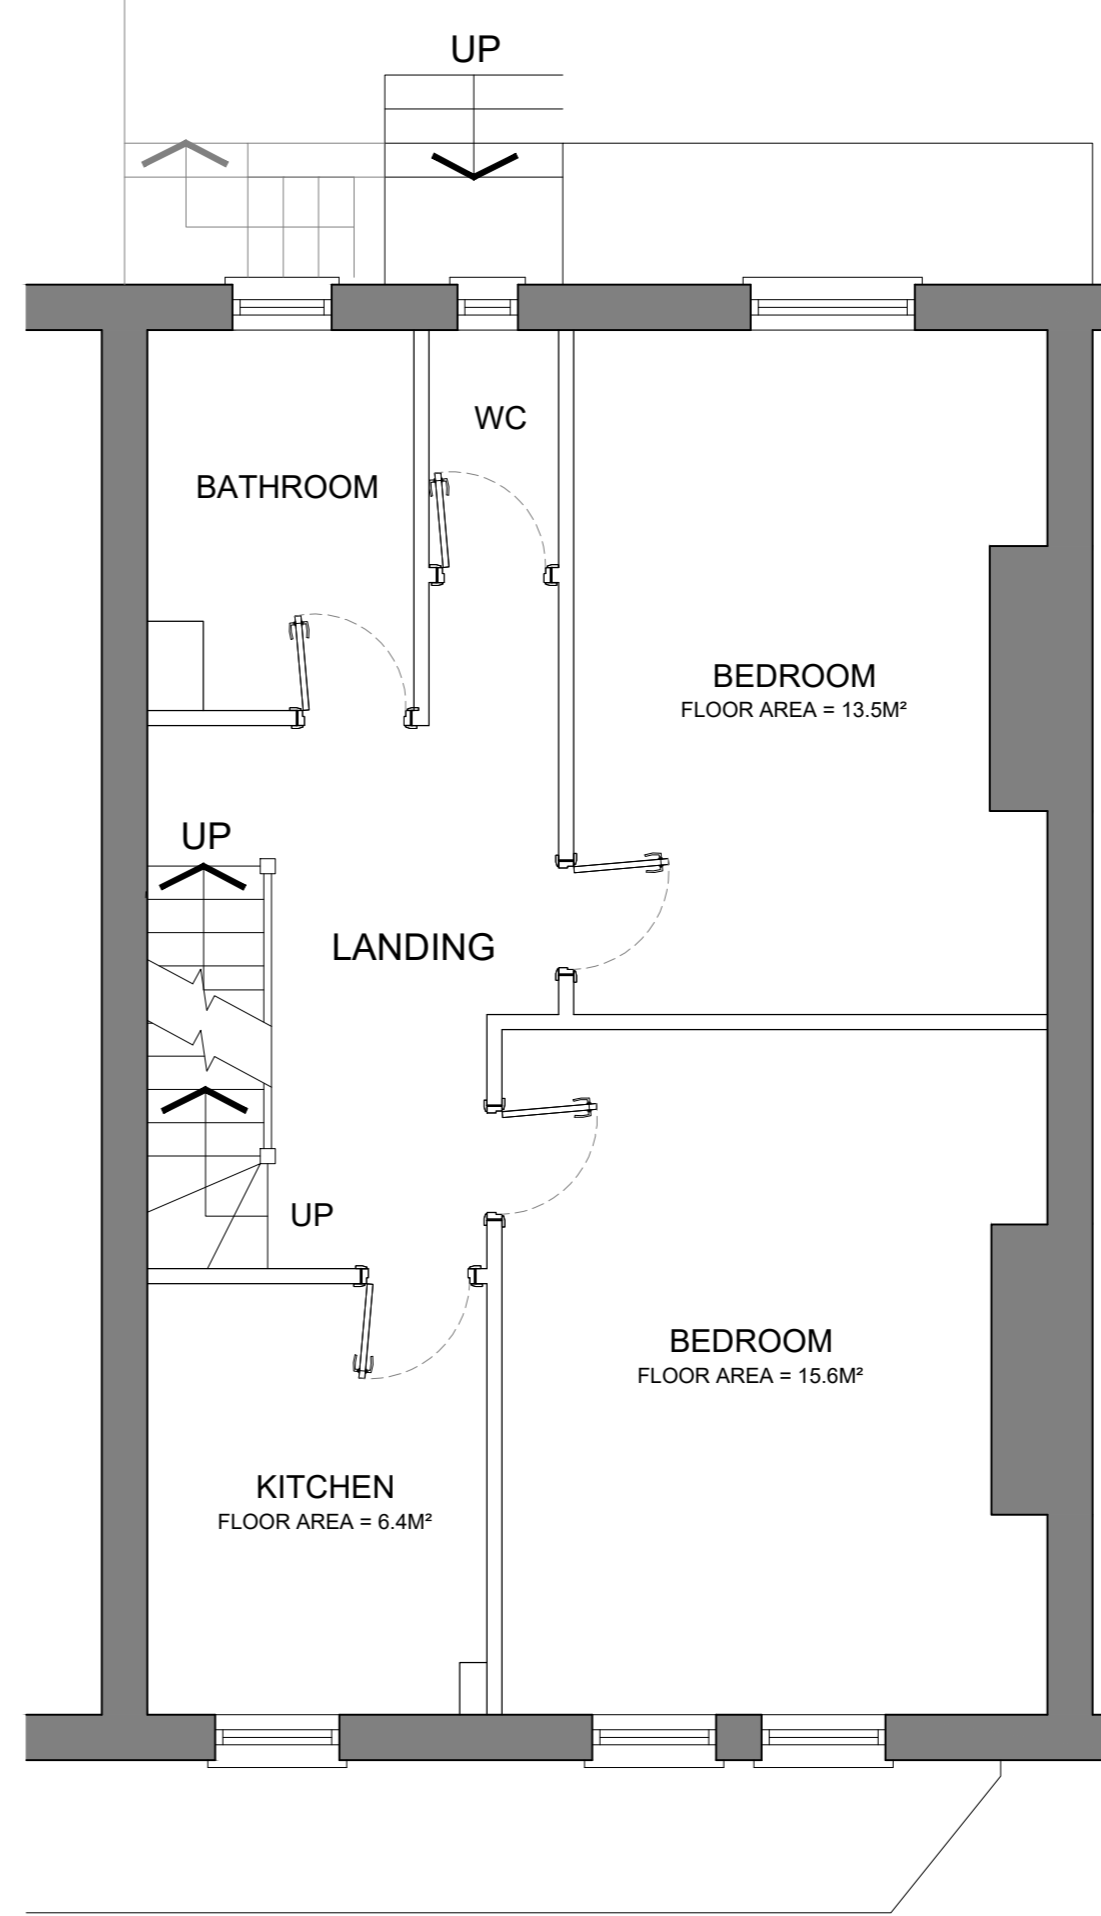 UP
WC
BATHROOM
BEDROOM
FLOOR AREA = 13.5M²
UP
LANDING
UP
BEDROOM
FLOOR AREA = 15.6M²
KITCHEN
FLOOR AREA = 6.4M²